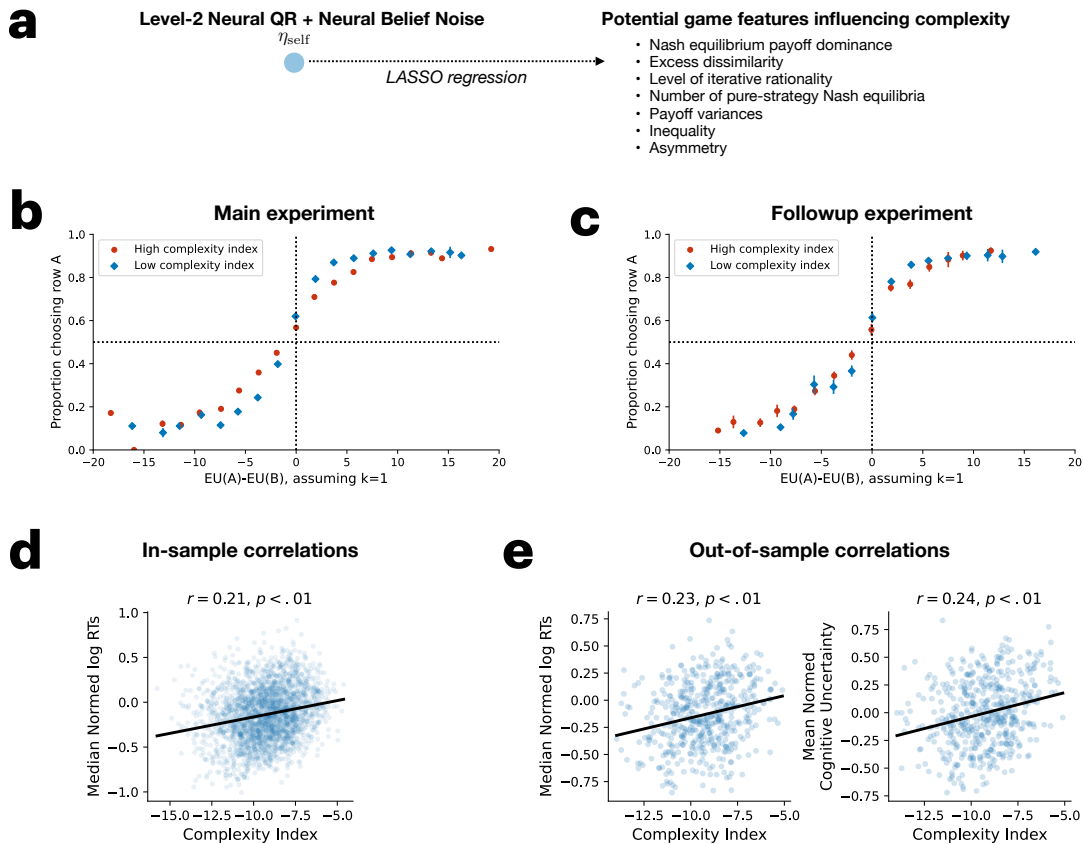 a
Level-2 Neural QR + Neural Belief Noise
η_self
LASSO regression
Potential game features influencing complexity
• Nash equilibrium payoff dominance
• Excess dissimilarity
• Level of iterative rationality
• Number of pure-strategy Nash equilibria
• Payoff variances
• Inequality
• Asymmetry
b
Main experiment
High complexity index
Low complexity index
Proportion choosing row A
1.0
0.8
0.6
0.4
0.2
0.0
−20 −15 −10 −5 0 5 10 15 20
EU(A)-EU(B), assuming k=1
c
Followup experiment
High complexity index
Low complexity index
Proportion choosing row A
1.0
0.8
0.6
0.4
0.2
0.0
−20 −15 −10 −5 0 5 10 15 20
EU(A)-EU(B), assuming k=1
d
In-sample correlations
r = 0.21, p < .01
Median Normed log RTs
1.0
0.5
0.0
−0.5
−1.0
−15.0 −12.5 −10.0 −7.5 −5.0
Complexity Index
e
Out-of-sample correlations
r = 0.23, p < .01
Median Normed log RTs
0.75
0.50
0.25
0.00
−0.25
−0.50
−0.75
−12.5 −10.0 −7.5 −5.0
Complexity Index
r = 0.24, p < .01
Mean Normed
Cognitive Uncertainty
0.75
0.50
0.25
0.00
−0.25
−0.50
−0.75
−12.5 −10.0 −7.5 −5.0
Complexity Index